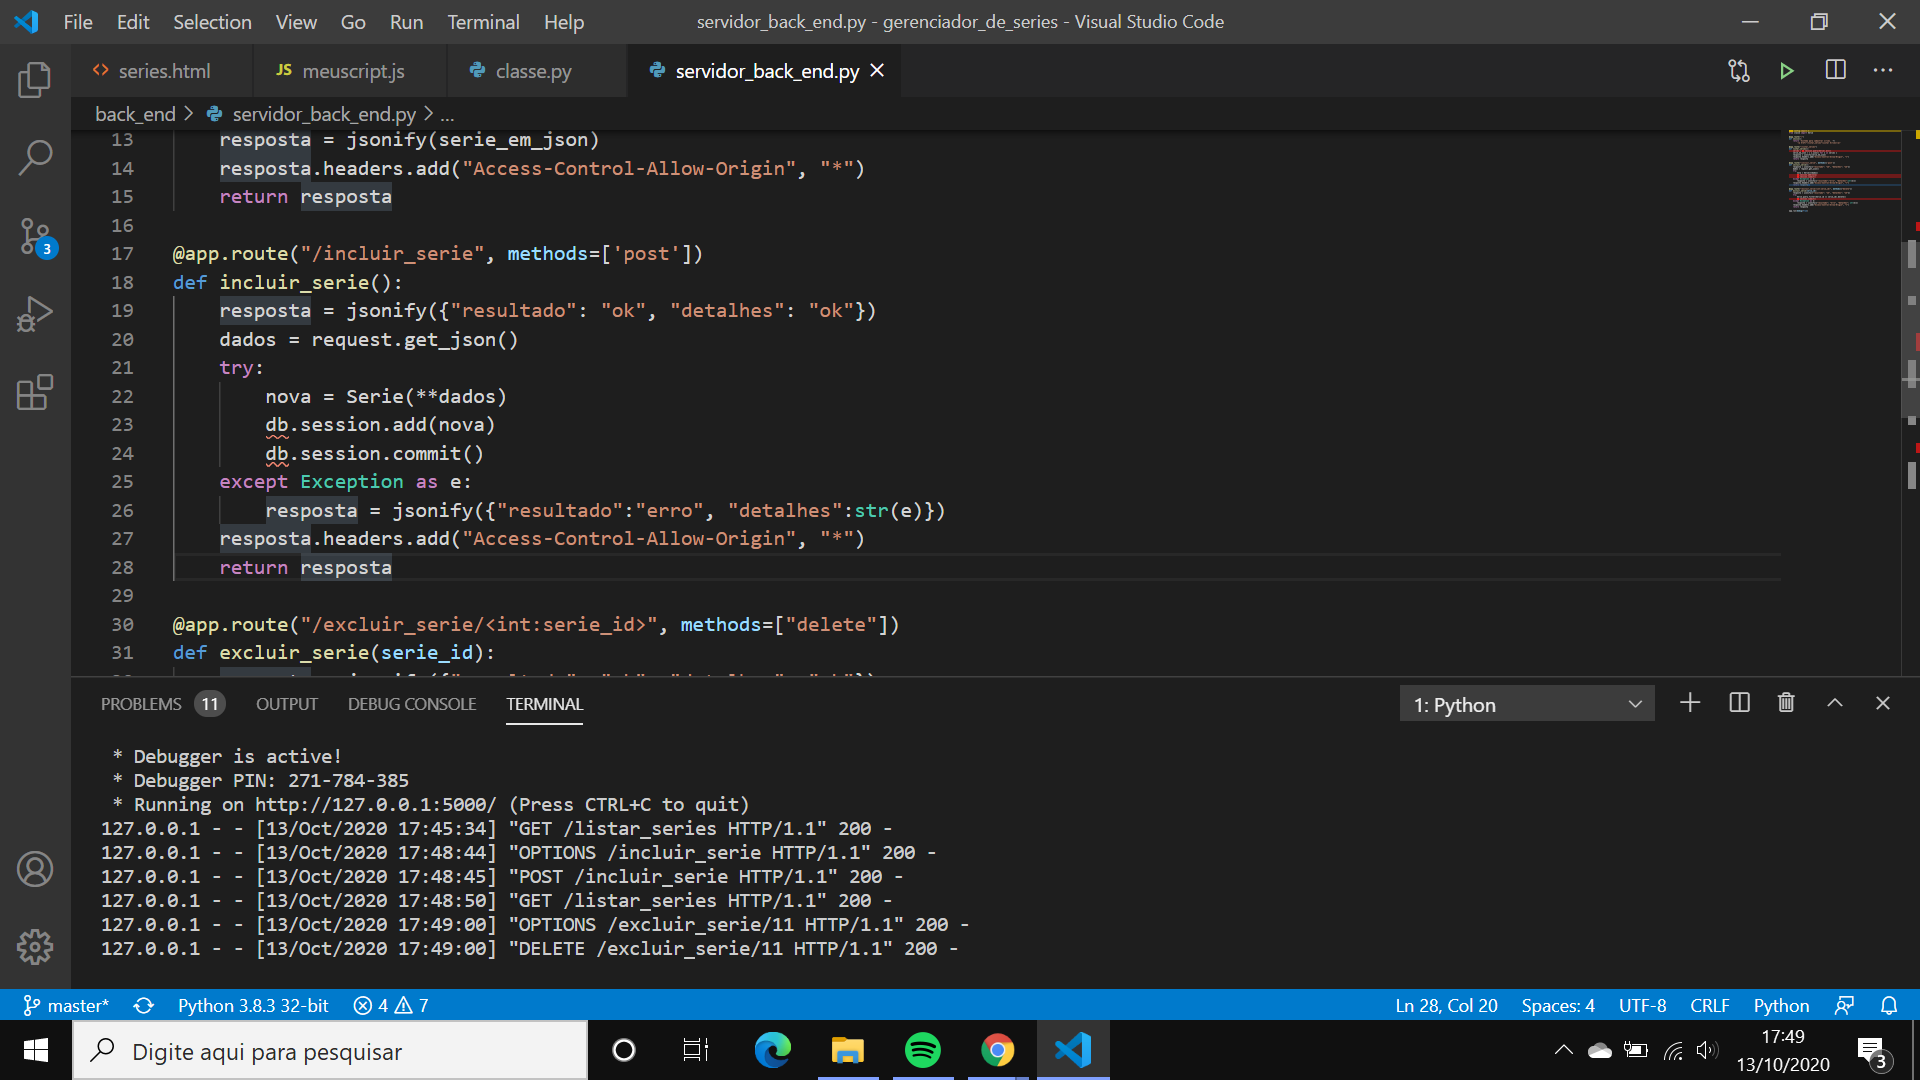 File Edit Selection View Go Run Terminal Help servidor_back_end.py - gerenciador_de_series - Visual Studio Code
<> series.html JS meuscript.js classe.py servidor_back_end.py
back_end > servidor_back_end.py > ...
13 resposta = jsonify(serie_em_json)
14 resposta.headers.add("Access-Control-Allow-Origin", "*")
15 return resposta
16
17 @app.route("/incluir_serie", methods=['post'])
18 def incluir_serie():
19 resposta = jsonify({"resultado": "ok", "detalhes": "ok"})
20 dados = request.get_json()
21 try:
22 nova = Serie(**dados)
23 db.session.add(nova)
24 db.session.commit()
25 except Exception as e:
26 resposta = jsonify({"resultado":"erro", "detalhes":str(e)})
27 resposta.headers.add("Access-Control-Allow-Origin", "*")
28 return resposta
29
30 @app.route("/excluir_serie/<int:serie_id>", methods=["delete"])
31 def excluir_serie(serie_id):
3
PROBLEMS 11 OUTPUT DEBUG CONSOLE TERMINAL 1: Python
* Debugger is active!
* Debugger PIN: 271-784-385
* Running on http://127.0.0.1:5000/ (Press CTRL+C to quit)
127.0.0.1 - - [13/Oct/2020 17:45:34] "GET /listar_series HTTP/1.1" 200 -
127.0.0.1 - - [13/Oct/2020 17:48:44] "OPTIONS /incluir_serie HTTP/1.1" 200 -
127.0.0.1 - - [13/Oct/2020 17:48:45] "POST /incluir_serie HTTP/1.1" 200 -
127.0.0.1 - - [13/Oct/2020 17:48:50] "GET /listar_series HTTP/1.1" 200 -
127.0.0.1 - - [13/Oct/2020 17:49:00] "OPTIONS /excluir_serie/11 HTTP/1.1" 200 -
127.0.0.1 - - [13/Oct/2020 17:49:00] "DELETE /excluir_serie/11 HTTP/1.1" 200 -
master* Python 3.8.3 32-bit 4 7 Ln 28, Col 20 Spaces: 4 UTF-8 CRLF Python
Digite aqui para pesquisar
17:49
13/10/2020
3